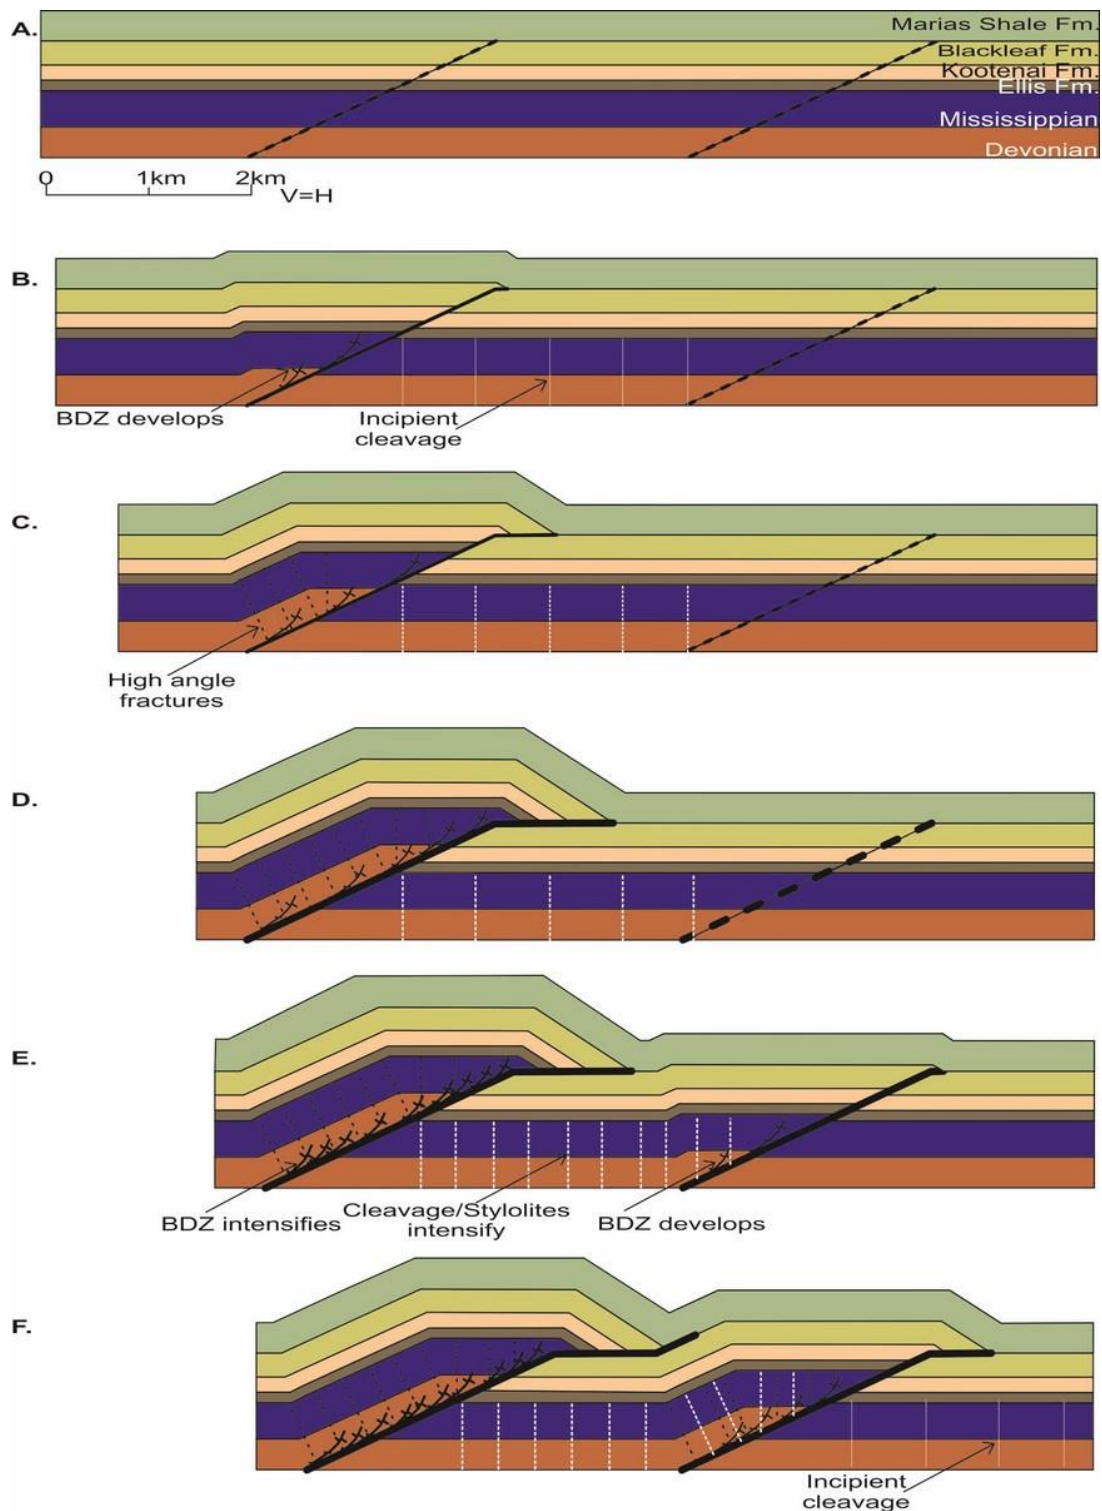 A.
Marias Shale Fm.
Blackleaf Fm.
Kootenai Fm.
Ellis Fm.
Mississippian
Devonian
0 1km 2km
V=H
B.
BDZ develops
Incipient
cleavage
C.
High angle
fractures
D.
E.
BDZ intensifies
Cleavage/Stylolites
intensify
BDZ develops
F.
Incipient
cleavage